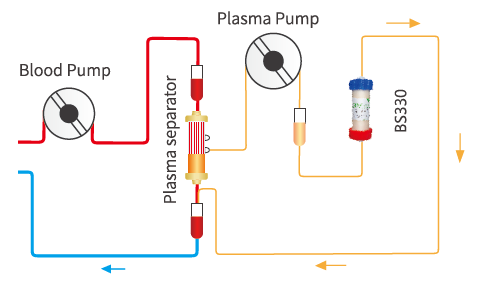 Plasma Pump
Blood Pump
Plasma separator
BS330